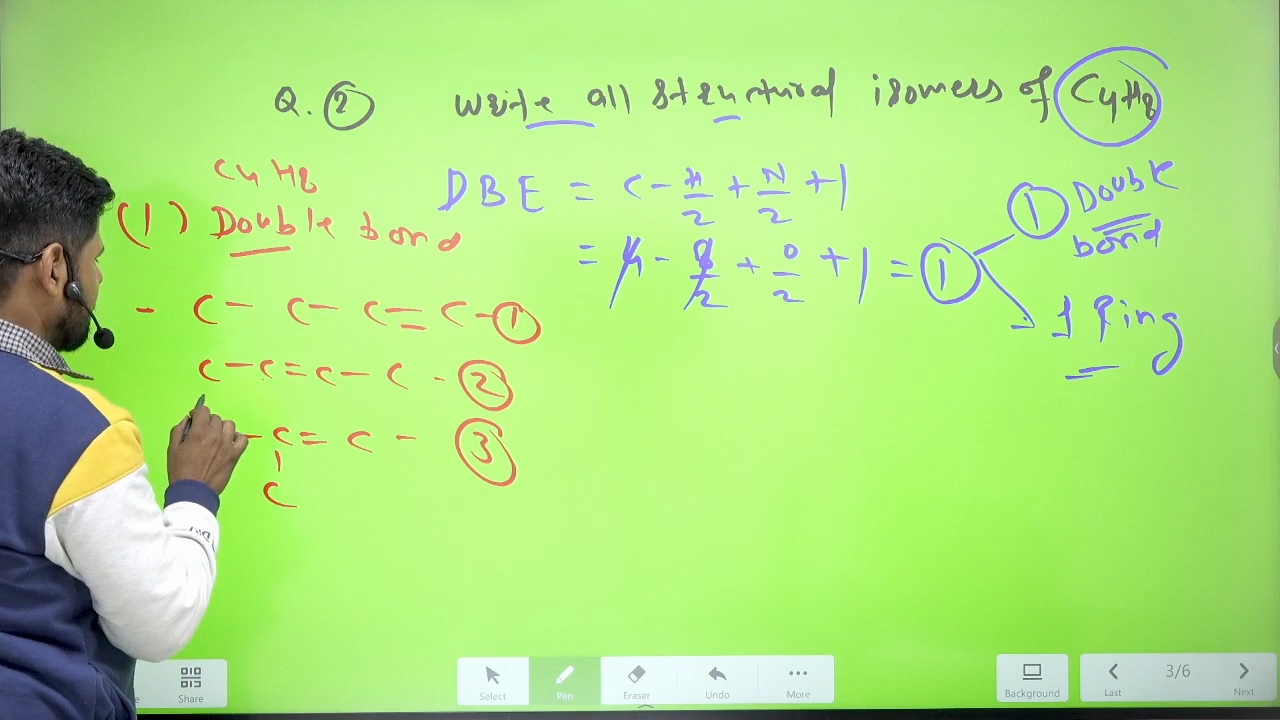 Q. 2 Write all Structural isomers of C4H8
C4H8
(1) Double bond
DBE = C - H/2 + N/2 + 1
= 4 - 8/2 + 0/2 + 1 = 1
1 Double bond
1 Ring
- C - C - C = C - 1
C - C = C - C - 2
- C = C - 3
|
C
Share
Select
Pen
Eraser
Undo
More
Background
Last
3/6
Next